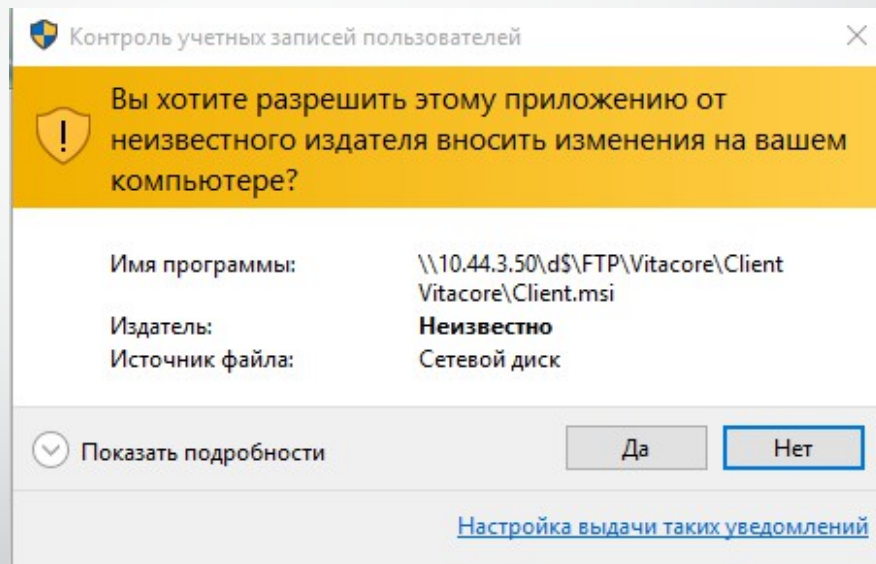 Контроль учетных записей пользователей
Вы хотите разрешить этому приложению от
неизвестного издателя вносить изменения на вашем
компьютере?
Имя программы: \\10.44.3.50\d$\FTP\Vitacore\Client
Vitacore\Client.msi
Издатель: Неизвестно
Источник файла: Сетевой диск
Показать подробности Да Нет
Настройка выдачи таких уведомлений